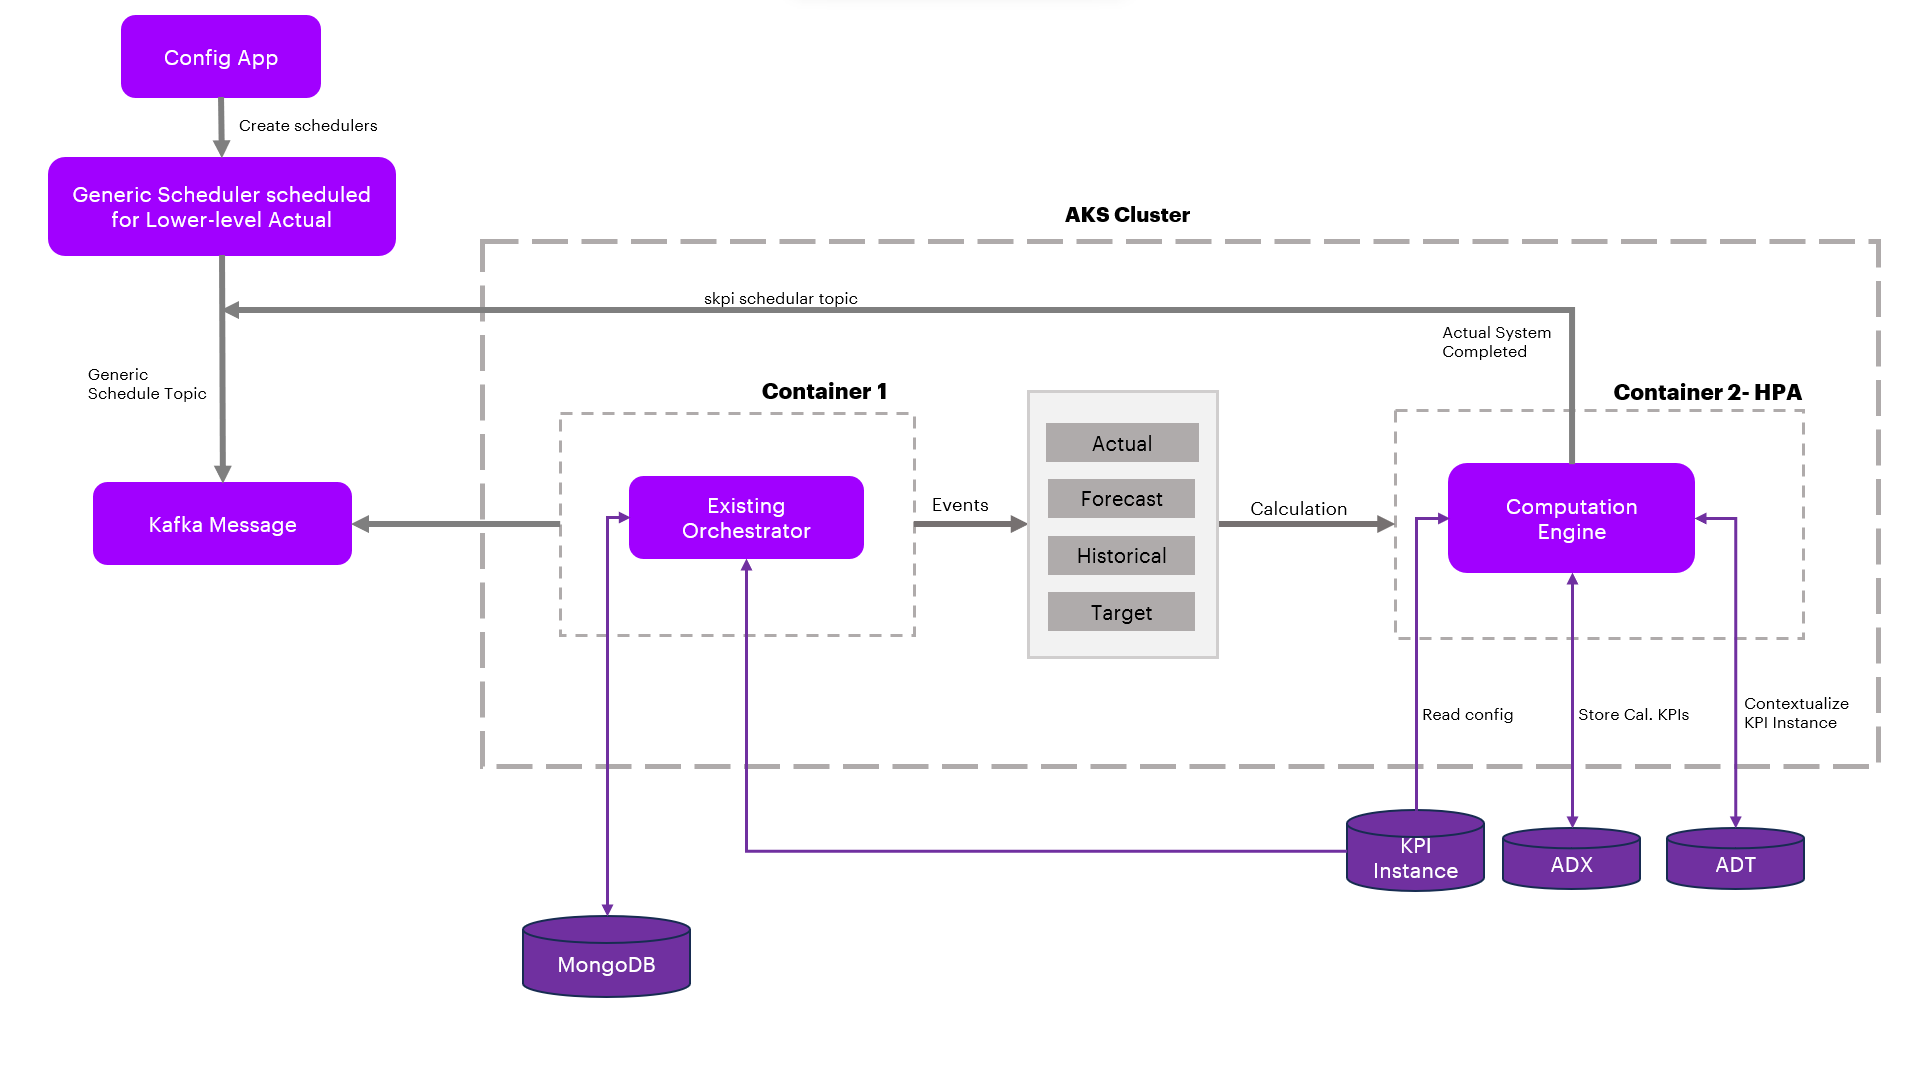 Config App
Create schedulers
Generic Scheduler scheduled
for Lower-level Actual
AKS Cluster
skpi schedular topic
Actual System
Completed
Generic
Schedule Topic
Container 1
Container 2- HPA
Actual
Forecast
Historical
Target
Kafka Message
Existing
Orchestrator
Events
Calculation
Computation
Engine
Read config
Store Cal. KPIs
Contextualize
KPI Instance
KPI
Instance
ADX
ADT
MongoDB